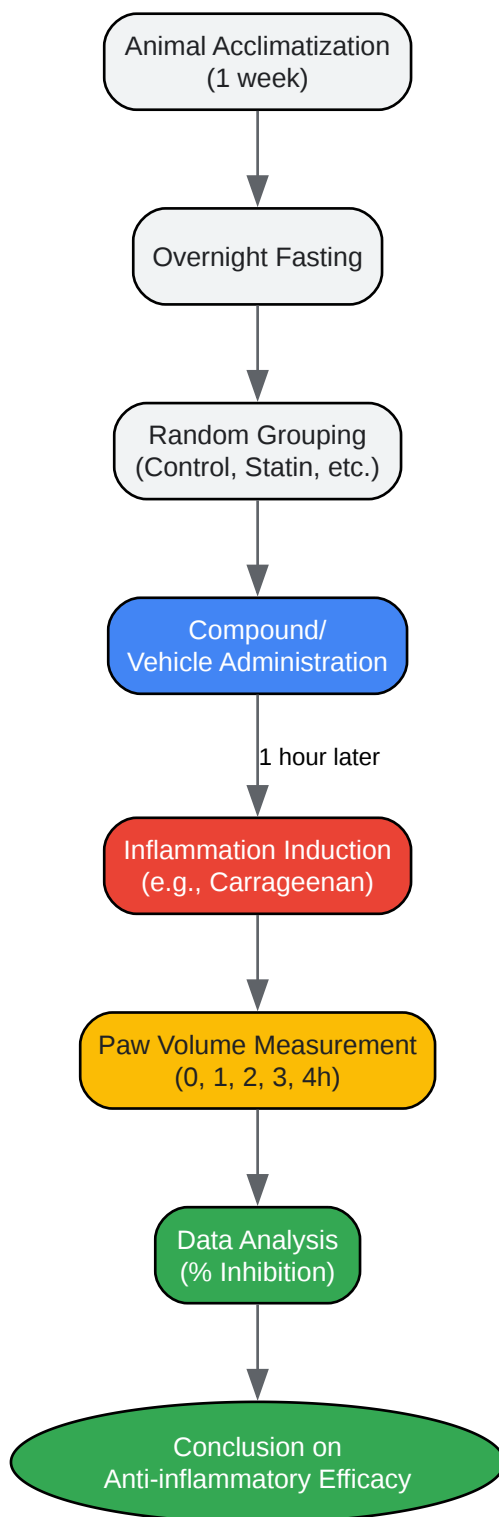 Animal Acclimatization
(1 week)
Overnight Fasting
Random Grouping
(Control, Statin, etc.)
Compound/
Vehicle Administration
1 hour later
Inflammation Induction
(e.g., Carrageenan)
Paw Volume Measurement
(0, 1, 2, 3, 4h)
Data Analysis
(% Inhibition)
Conclusion on
Anti-inflammatory Efficacy